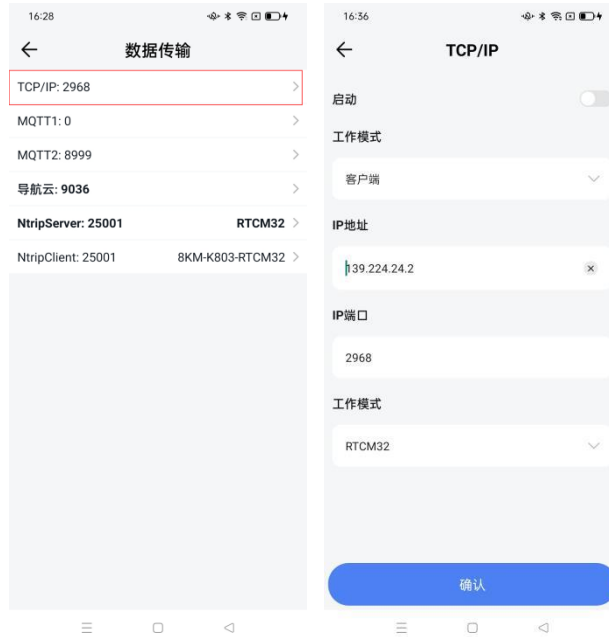 16:28
数据传输
TCP/IP: 2968
MQTT1: 0
MQTT2: 8999
导航云: 9036
NtripServer: 25001 RTCM32
NtripClient: 25001 8KM-K803-RTCM32
16:36
TCP/IP
启动
工作模式
客户端
IP地址
139.224.24.2
IP端口
2968
工作模式
RTCM32
确认